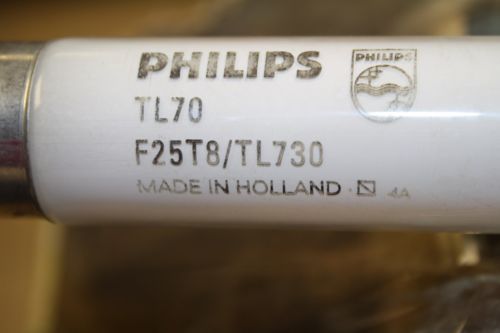 PHILIPS
TL70
F25T8/TL730
MADE IN HOLLAND · 4A